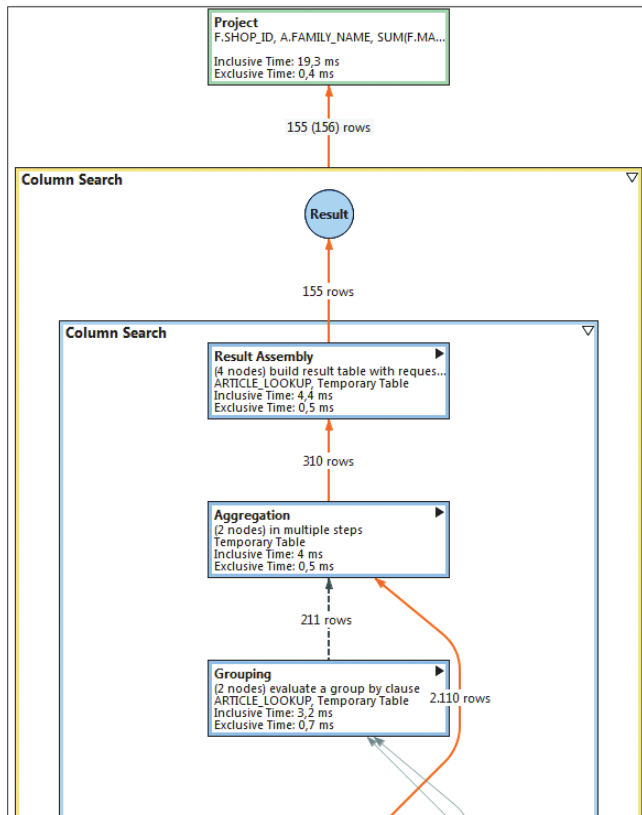 Project
F.SHOP_ID, A.FAMILY_NAME, SUM(F.MA...
Inclusive Time: 19,3 ms
Exclusive Time: 0,4 ms
155 (156) rows
Column Search
Result
155 rows
Column Search
Result Assembly
(4 nodes) build result table with reques...
ARTICLE_LOOKUP, Temporary Table
Inclusive Time: 4,4 ms
Exclusive Time: 0,5 ms
310 rows
Aggregation
(2 nodes) in multiple steps
Temporary Table
Inclusive Time: 4 ms
Exclusive Time: 0,5 ms
211 rows
Grouping
(2 nodes) evaluate a group by clause
ARTICLE_LOOKUP, Temporary Table
Inclusive Time: 3,2 ms
Exclusive Time: 0,7 ms
2.110 rows